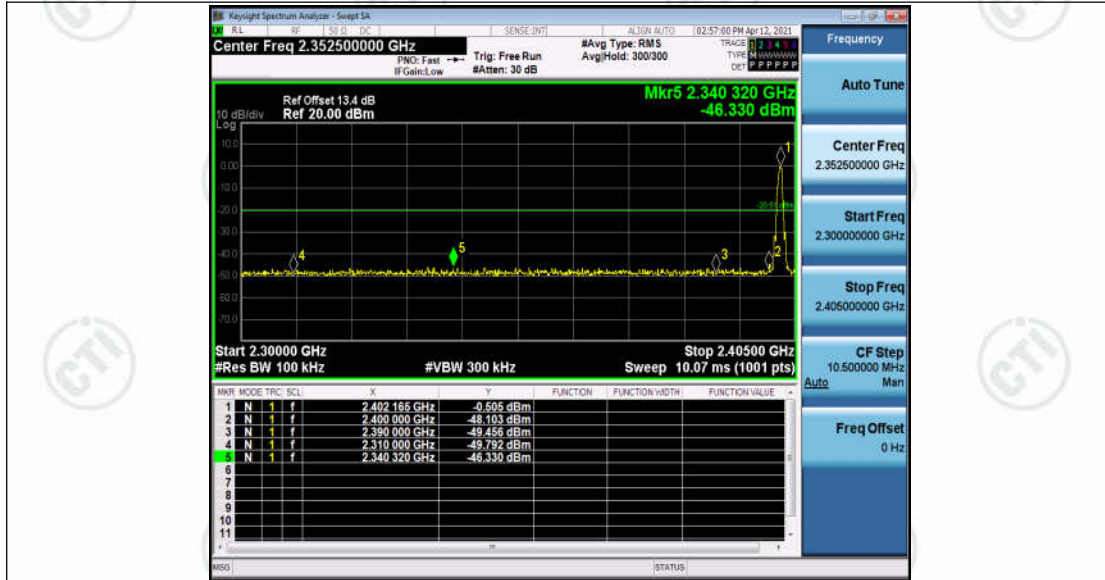 Keysight Spectrum Analyzer - Swept SA
RL RF 50 Ω DC SENSE:INT ALIGN AUTO 02:57:00 PM Apr 12, 2021
Center Freq 2.352500000 GHz
PNO: Fast
IFGain:Low
Trig: Free Run
#Atten: 30 dB
#Avg Type: RMS
Avg|Hold: 300/300
TRACE 1 2 3 4 5 6
TYPE M WWWWW
DET P P P P P P
Ref Offset 13.4 dB
10 dB/div Ref 20.00 dBm
Log
Mkr5 2.340 320 GHz
-46.330 dBm
10.0
0.00
-10.0
-20.0
-30.0
-40.0
-50.0
-60.0
-70.0
1
2
3
4
5
Start 2.30000 GHz Stop 2.40500 GHz
#Res BW 100 kHz #VBW 300 kHz Sweep 10.07 ms (1001 pts)
MKR MODE TRC SCL X Y FUNCTION FUNCTION WIDTH FUNCTION VALUE
1 N 1 f 2.402 165 GHz -0.505 dBm
2 N 1 f 2.400 000 GHz -48.103 dBm
3 N 1 f 2.390 000 GHz -49.456 dBm
4 N 1 f 2.310 000 GHz -49.792 dBm
5 N 1 f 2.340 320 GHz -46.330 dBm
6
7
8
9
10
11
MSG STATUS
Frequency
Auto Tune
Center Freq
2.352500000 GHz
Start Freq
2.300000000 GHz
Stop Freq
2.405000000 GHz
CF Step
10.500000 MHz
Auto Man
Freq Offset
0 Hz
CTI
CTI